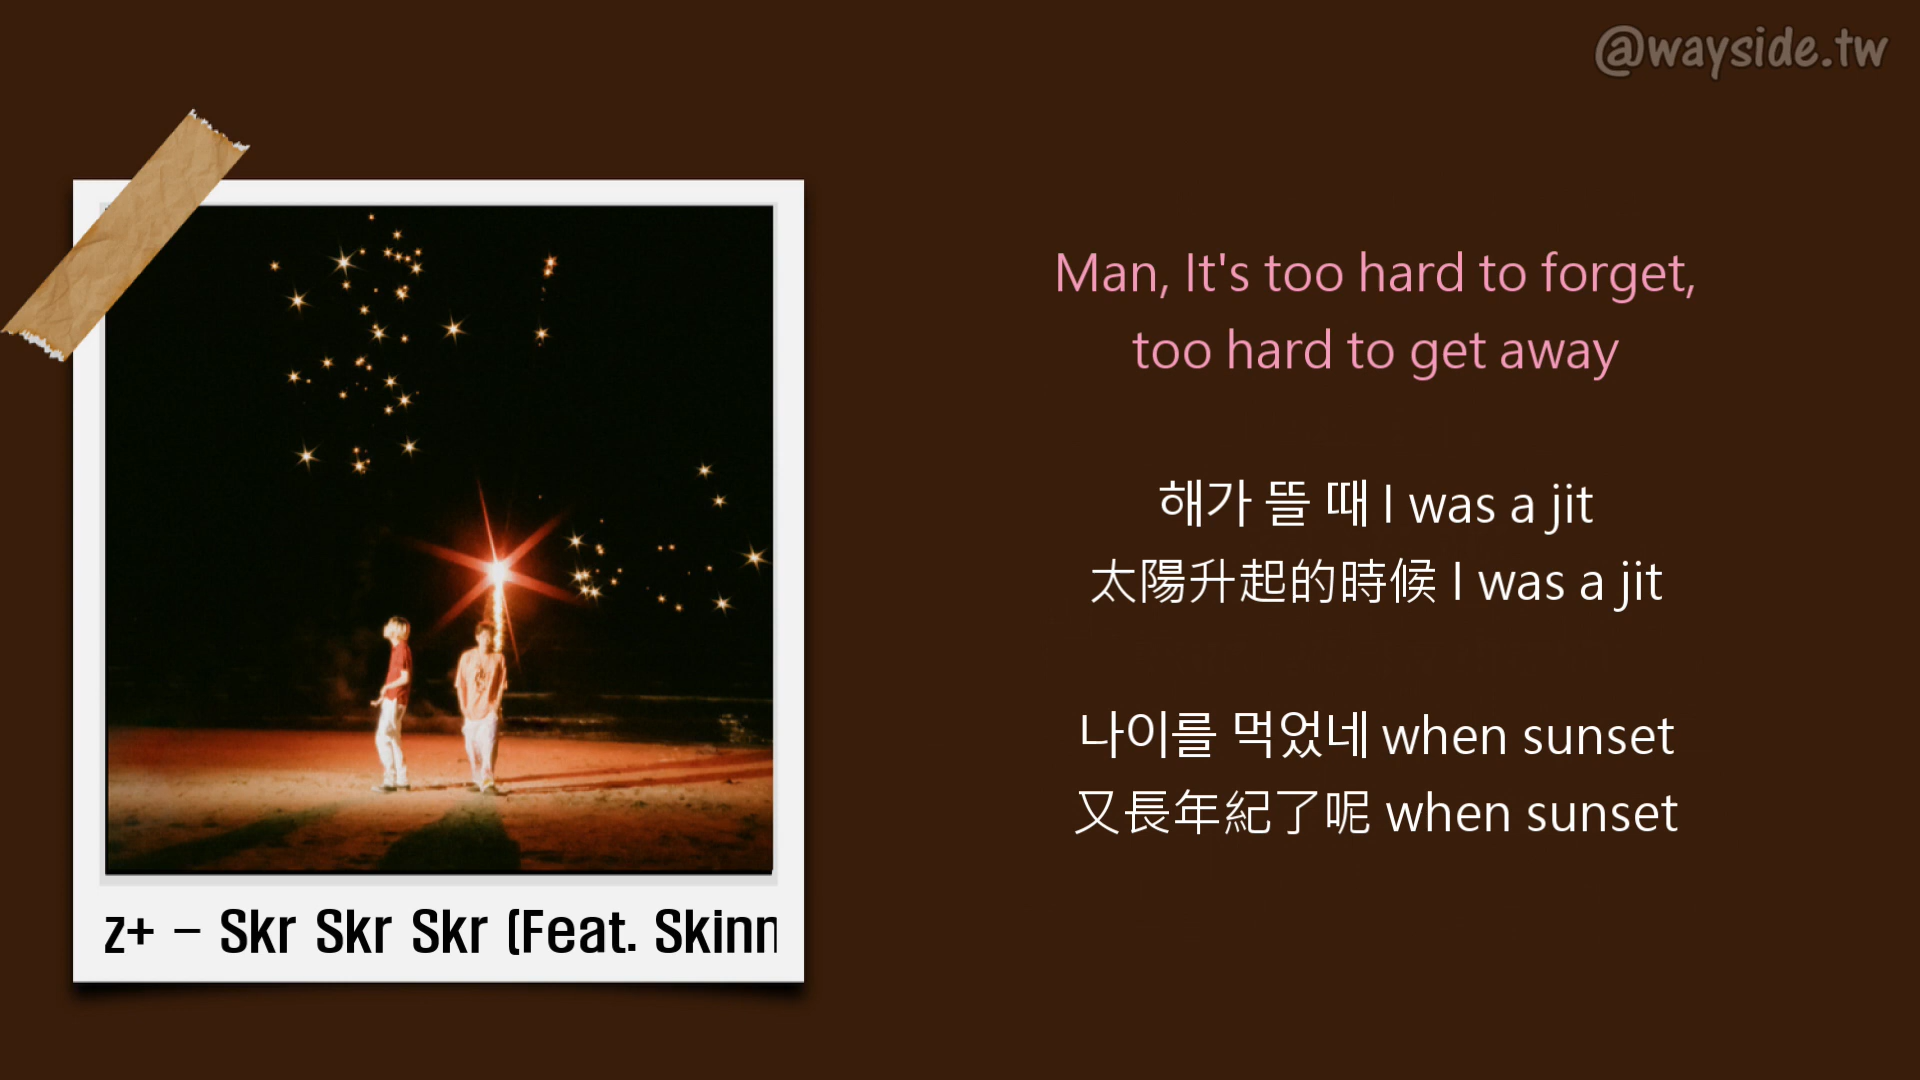 @wayside.tw
Man, It's too hard to forget,
too hard to get away
해가 뜰 때 I was a jit
太陽升起的時候 I was a jit
나이를 먹었네 when sunset
又長年紀了呢 when sunset
z+ - Skr Skr Skr (Feat. Skinn